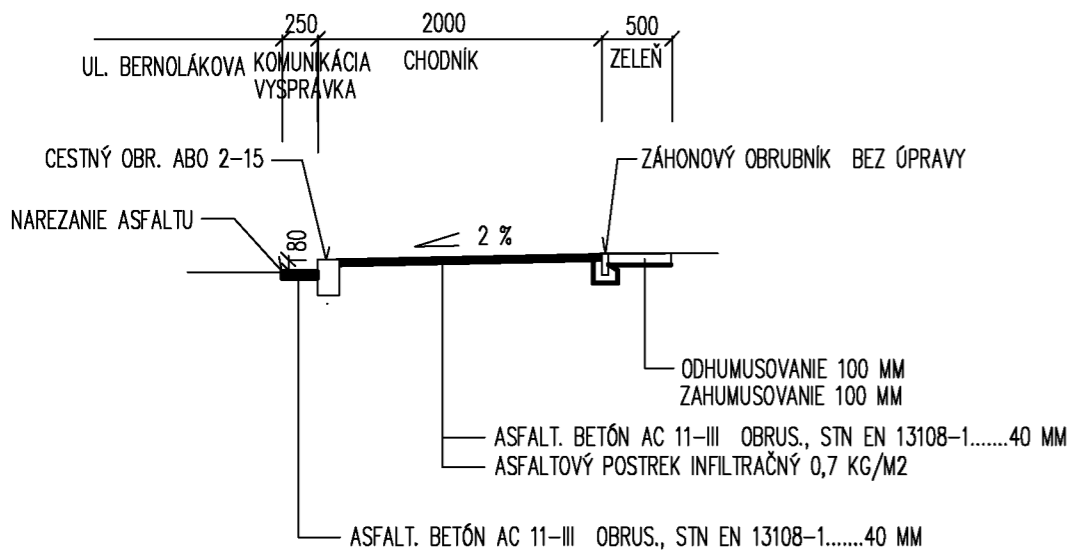 250 2000 500
UL. BERNOLÁKOVA KOMUNIKÁCIA CHODNÍK ZELEŇ
VYSPRÁVKA
CESTNÝ OBR. ABO 2-15
ZÁHONOVÝ OBRUBNÍK BEZ ÚPRAVY
NAREZANIE ASFALTU
180
2 %
ODHUMUSOVANIE 100 MM
ZAHUMUSOVANIE 100 MM
ASFALT. BETÓN AC 11-III OBRUS., STN EN 13108-1.......40 MM
ASFALTOVÝ POSTREK INFILTRAČNÝ 0,7 KG/M2
ASFALT. BETÓN AC 11-III OBRUS., STN EN 13108-1.......40 MM